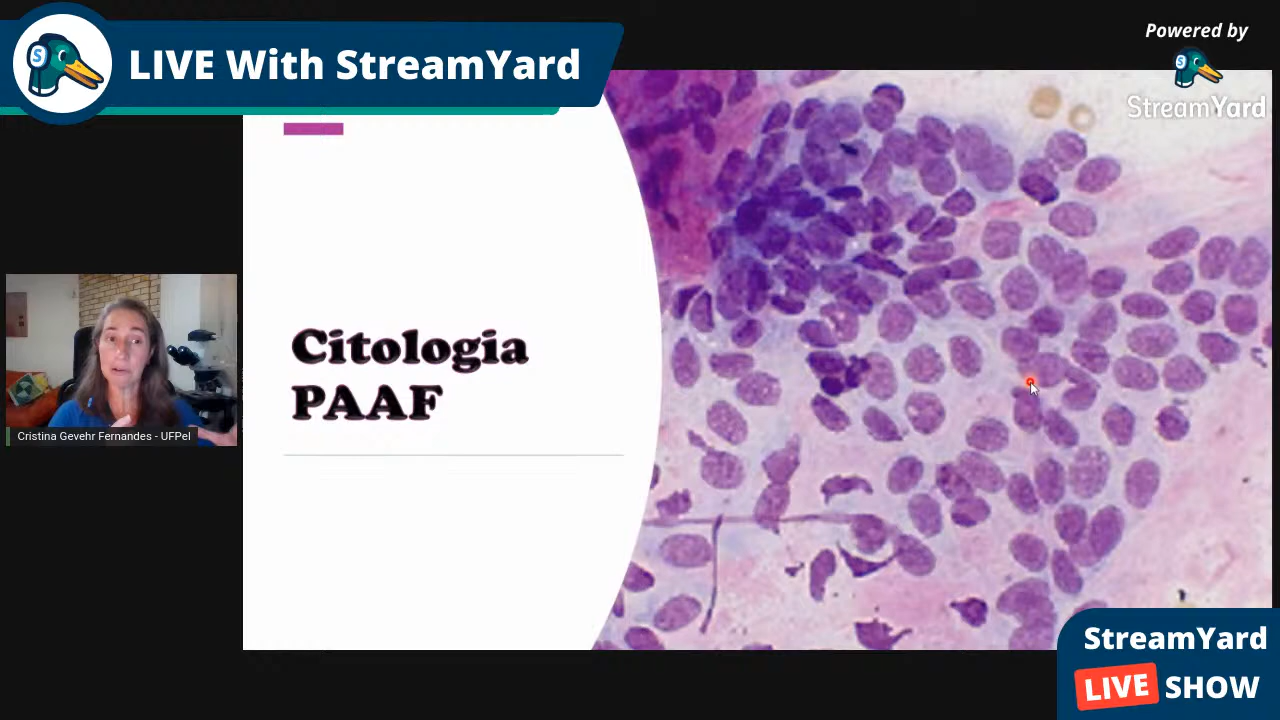 LIVE With StreamYard
Powered by
StreamYard
Citologia
PAAF
Cristina Gevehr Fernandes - UFPel
StreamYard
LIVE SHOW